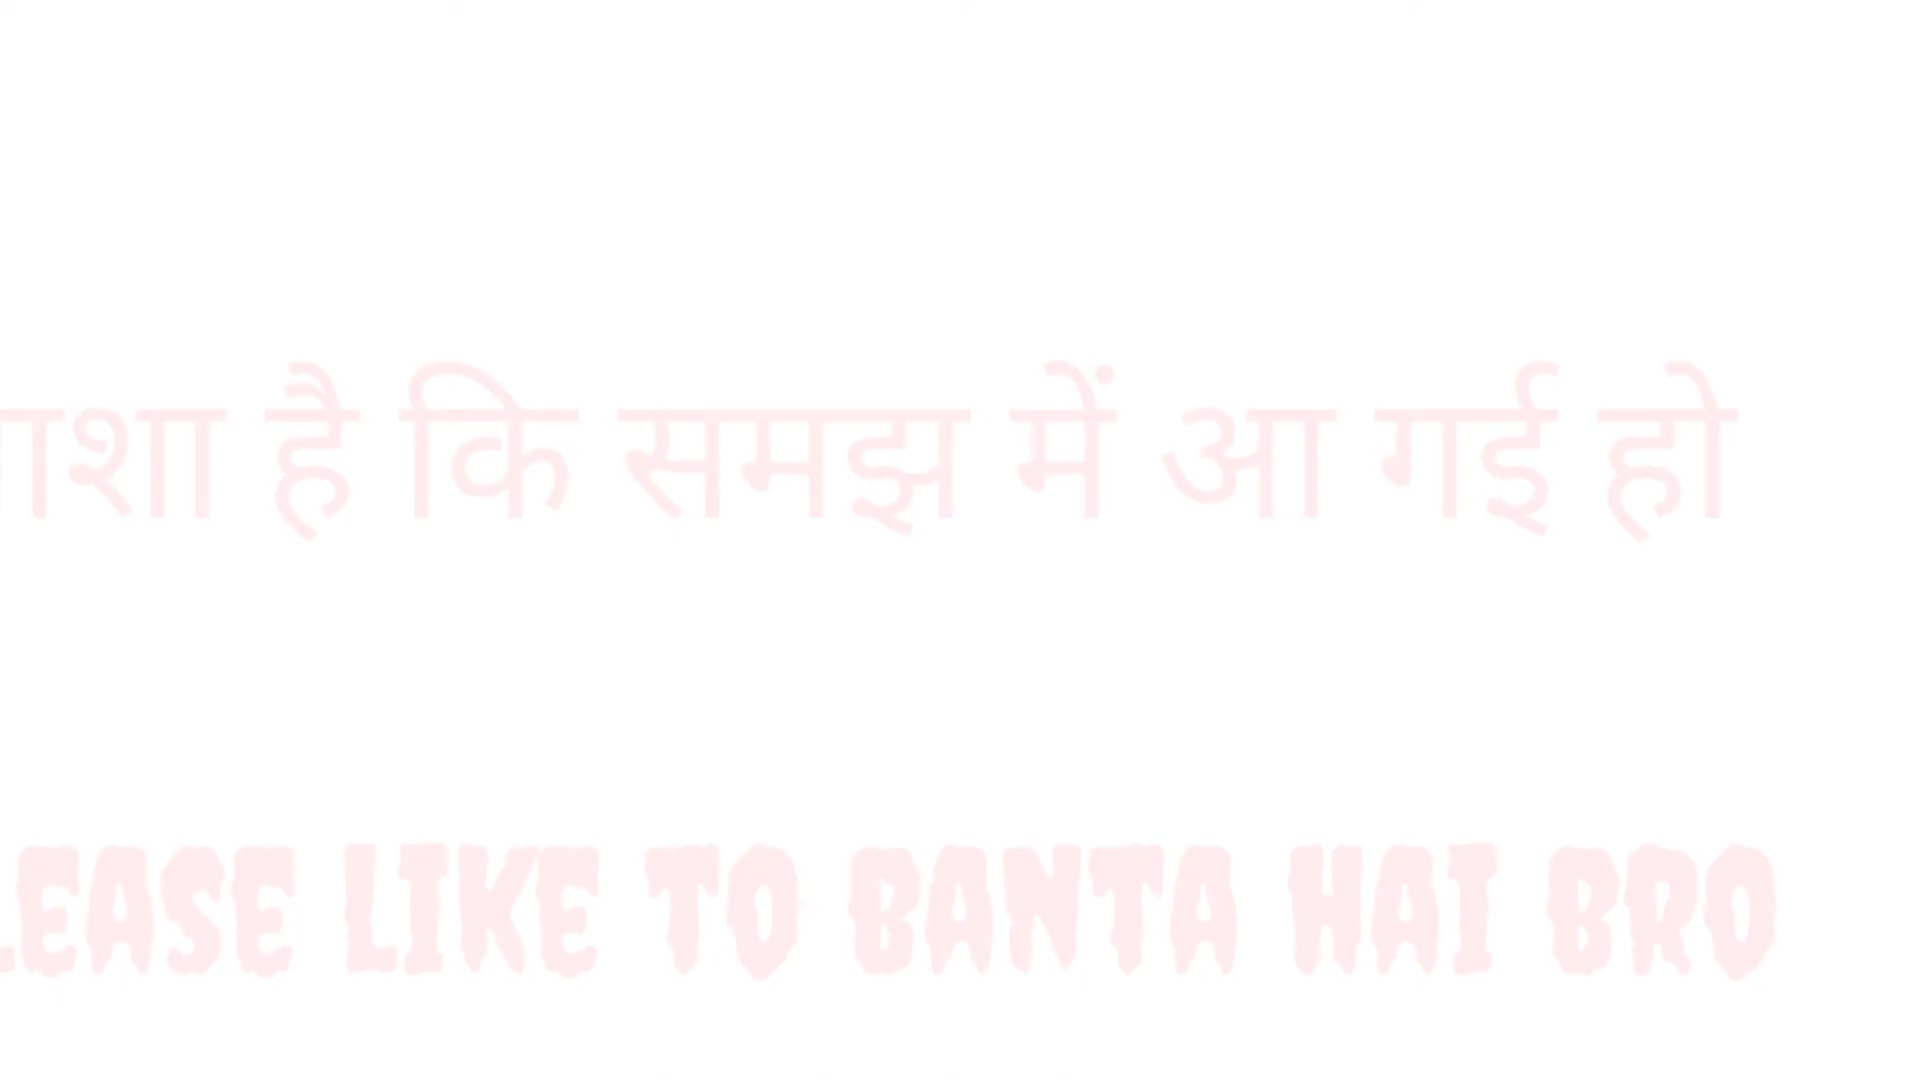 ाशा है कि समझ में आ गई हो
LEASE LIKE TO BANTA HAI BRO